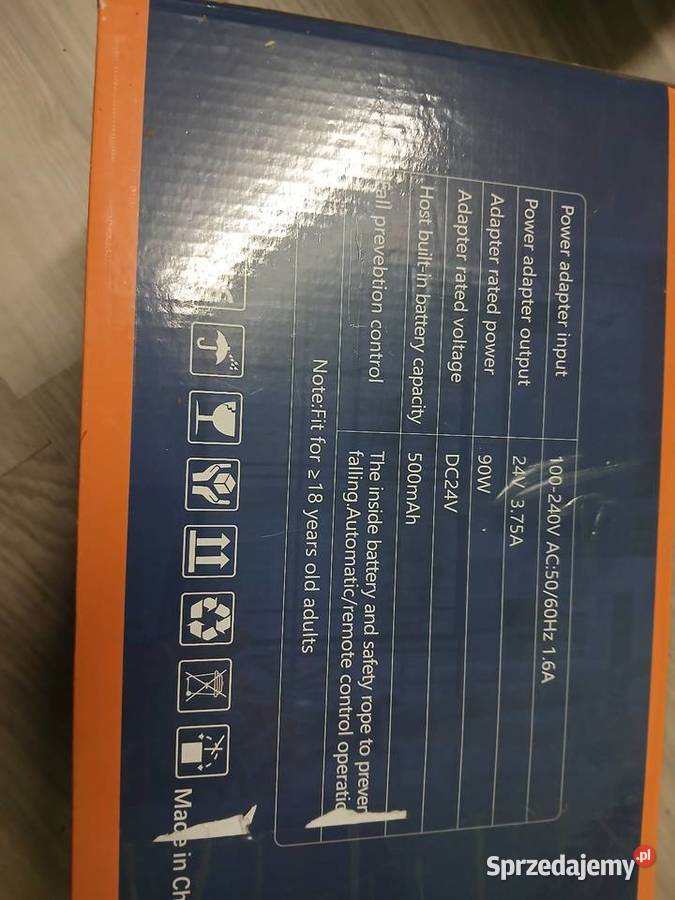 Power adapter input 100-240V AC:50/60Hz 1.6A
Power adapter output 24V 3.75A
Adapter rated power 90W
Adapter rated voltage DC24V
Host built-in battery capacity 500mAh
all prevebtion control The inside battery and safety rope to preven
falling.Automatic/remote control operatio
Note:Fit for ≥18 years old adults
Made in Ch
Sprzedajemy.pl